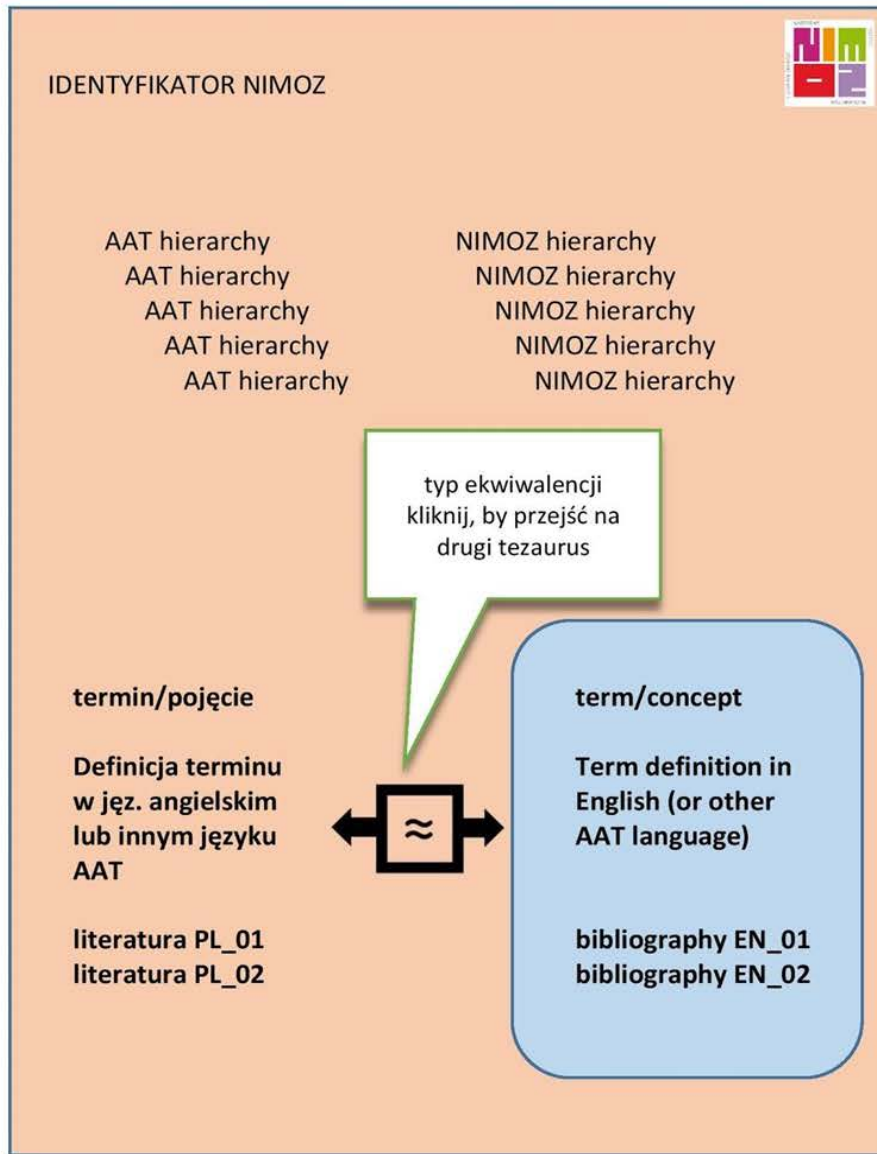 IDENTYFIKATOR NIMOZ
AAT hierarchy
AAT hierarchy
AAT hierarchy
AAT hierarchy
AAT hierarchy
NIMOZ hierarchy
NIMOZ hierarchy
NIMOZ hierarchy
NIMOZ hierarchy
NIMOZ hierarchy
typ ekwiwalencji
kliknij, by przejść na
drugi tezaurus
termin/pojęcie
Definicja terminu
w jęz. angielskim
lub innym języku
AAT
literatura PL_01
literatura PL_02
≈
term/concept
Term definition in
English (or other
AAT language)
bibliography EN_01
bibliography EN_02